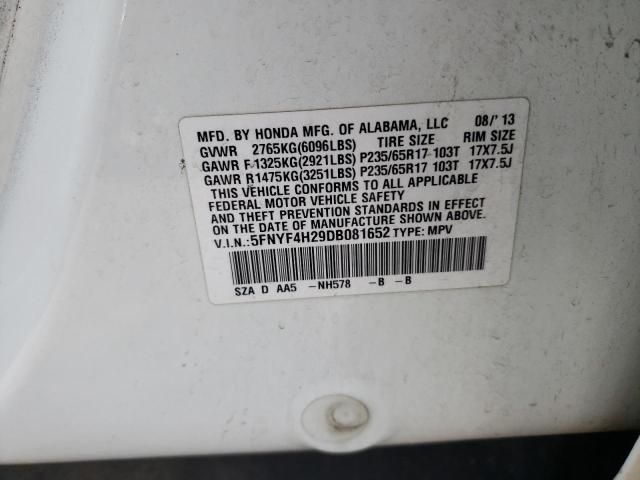 MFD. BY HONDA MFG. OF ALABAMA, LLC 08/'13
GVWR 2765KG(6096LBS) TIRE SIZE RIM SIZE
GAWR F 1325KG(2921LBS) P235/65R17 103T 17X7.5J
GAWR R1475KG(3251LBS) P235/65R17 103T 17X7.5J
THIS VEHICLE CONFORMS TO ALL APPLICABLE
FEDERAL MOTOR VEHICLE SAFETY
AND THEFT PREVENTION STANDARDS IN EFFECT
ON THE DATE OF MANUFACTURE SHOWN ABOVE.
V.I.N.:5FNYF4H29DB081652 TYPE: MPV
SZA D AA5 -NH578 -B -B